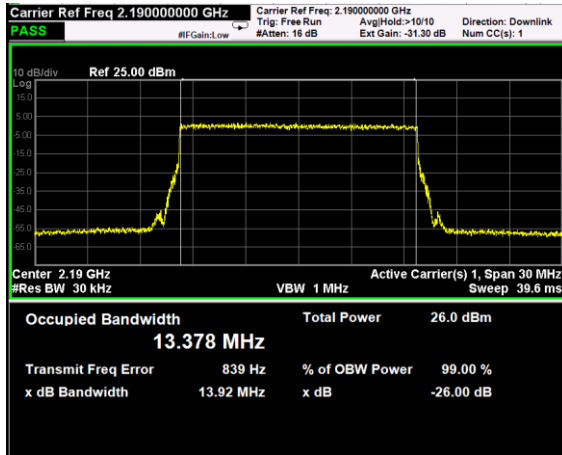 Carrier Ref Freq 2.190000000 GHz
Carrier Ref Freq: 2.190000000 GHz
PASS
#IFGain:Low
Trig: Free Run
#Atten: 16 dB
Avg|Hold:>10/10
Ext Gain: -31.30 dB
Direction: Downlink
Num CC(s): 1
10 dB/div
Ref 25.00 dBm
Log
15.0
5.00
-5.00
-15.0
-25.0
-35.0
-45.0
-55.0
-65.0
Center 2.19 GHz
Active Carrier(s) 1, Span 30 MHz
#Res BW 30 kHz
VBW 1 MHz
Sweep 39.6 ms
Occupied Bandwidth
Total Power 26.0 dBm
13.378 MHz
Transmit Freq Error 839 Hz
% of OBW Power 99.00 %
x dB Bandwidth 13.92 MHz
x dB -26.00 dB